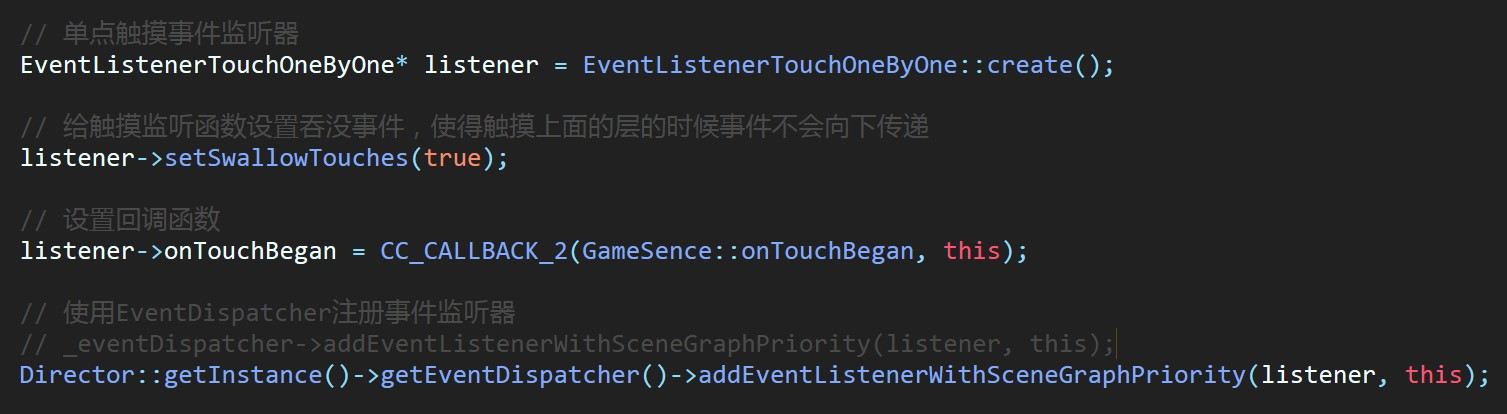 // 单点触摸事件监听器
EventListenerTouchOneByOne* listener = EventListenerTouchOneByOne::create();
// 给触摸监听函数设置吞没事件，使得触摸上面的层的时候事件不会向下传递
listener->setSwallowTouches(true);
// 设置回调函数
listener->onTouchBegan = CC_CALLBACK_2(GameSence::onTouchBegan, this);
// 使用EventDispatcher注册事件监听器
// _eventDispatcher->addEventListenerWithSceneGraphPriority(listener, this);
Director::getInstance()->getEventDispatcher()->addEventListenerWithSceneGraphPriority(listener, this);